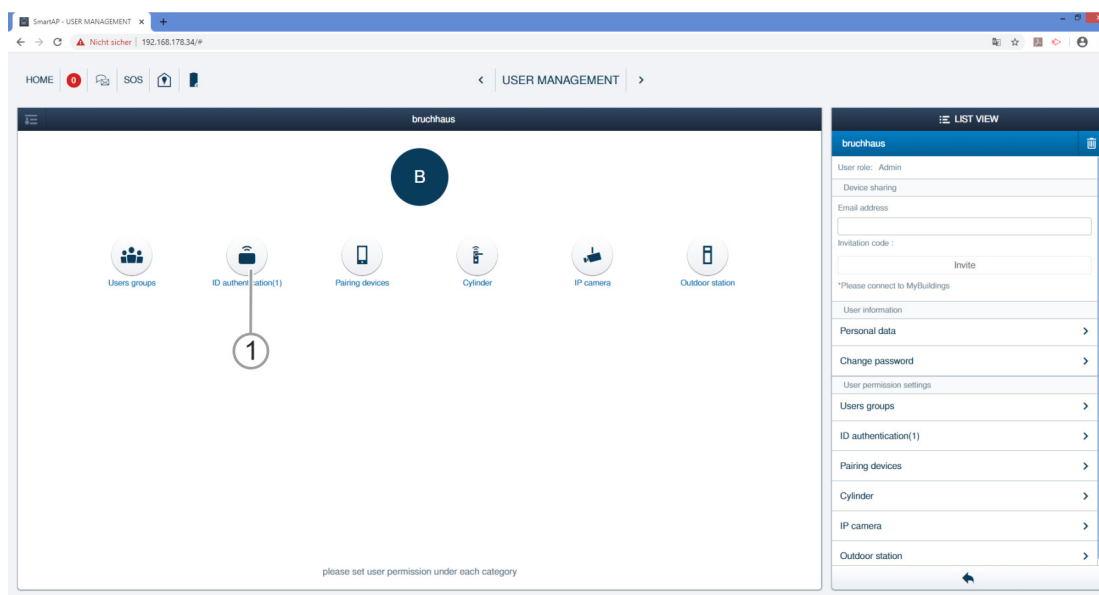 SmartAP - USER MANAGEMENT
Nicht sicher | 192.168.178.34/#
HOME 0 SOS
USER MANAGEMENT
bruchhaus
B
Users groups
ID authentication(1)
Pairing devices
Cylinder
IP camera
Outdoor station
1
please set user permission under each category
LIST VIEW
bruchhaus
User role: Admin
Device sharing
Email address
Invitation code :
Invite
*Please connect to MyBuildings
User information
Personal data
Change password
User permission settings
Users groups
ID authentication(1)
Pairing devices
Cylinder
IP camera
Outdoor station